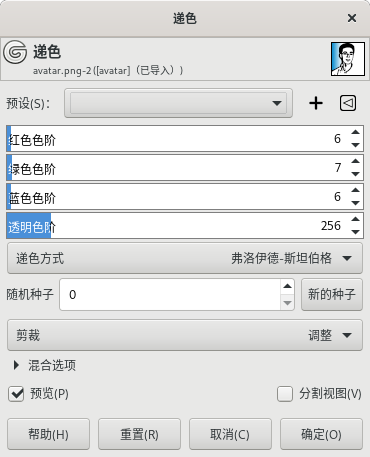 递色
递色
avatar.png-2 ([avatar]（已导入）)
预设(S):
红色色阶 6
绿色色阶 7
蓝色色阶 6
透明色阶 256
递色方式 弗洛伊德-斯坦伯格
随机种子 0 新的种子
剪裁 调整
混合选项
预览(P) 分割视图(V)
帮助(H) 重置(R) 取消(C) 确定(O)